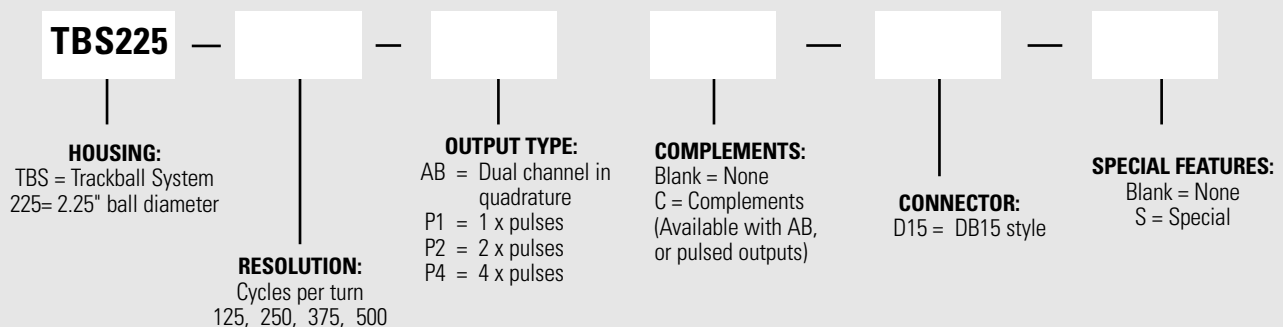 TBS225 — — — —
HOUSING:
TBS = Trackball System
225= 2.25" ball diameter
RESOLUTION:
Cycles per turn
125, 250, 375, 500
OUTPUT TYPE:
AB = Dual channel in
quadrature
P1 = 1 x pulses
P2 = 2 x pulses
P4 = 4 x pulses
COMPLEMENTS:
Blank = None
C = Complements
(Available with AB,
or pulsed outputs)
CONNECTOR:
D15 = DB15 style
SPECIAL FEATURES:
Blank = None
S = Special